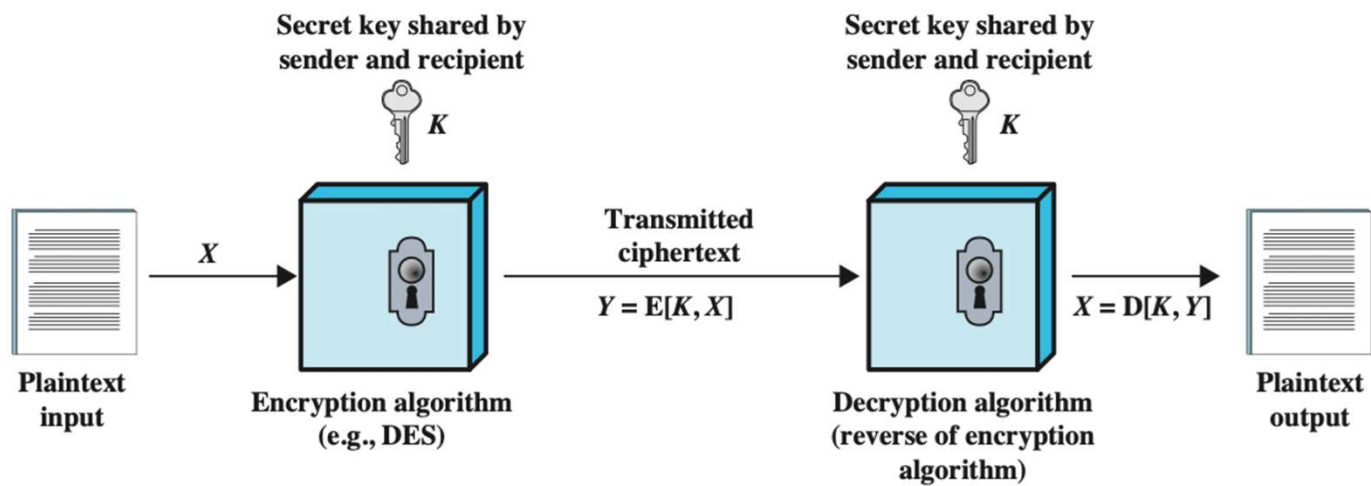 Secret key shared by
sender and recipient
K
Secret key shared by
sender and recipient
K
X
Transmitted
ciphertext
Y = E[K, X]
X = D[K, Y]
Plaintext
input
Encryption algorithm
(e.g., DES)
Decryption algorithm
(reverse of encryption
algorithm)
Plaintext
output